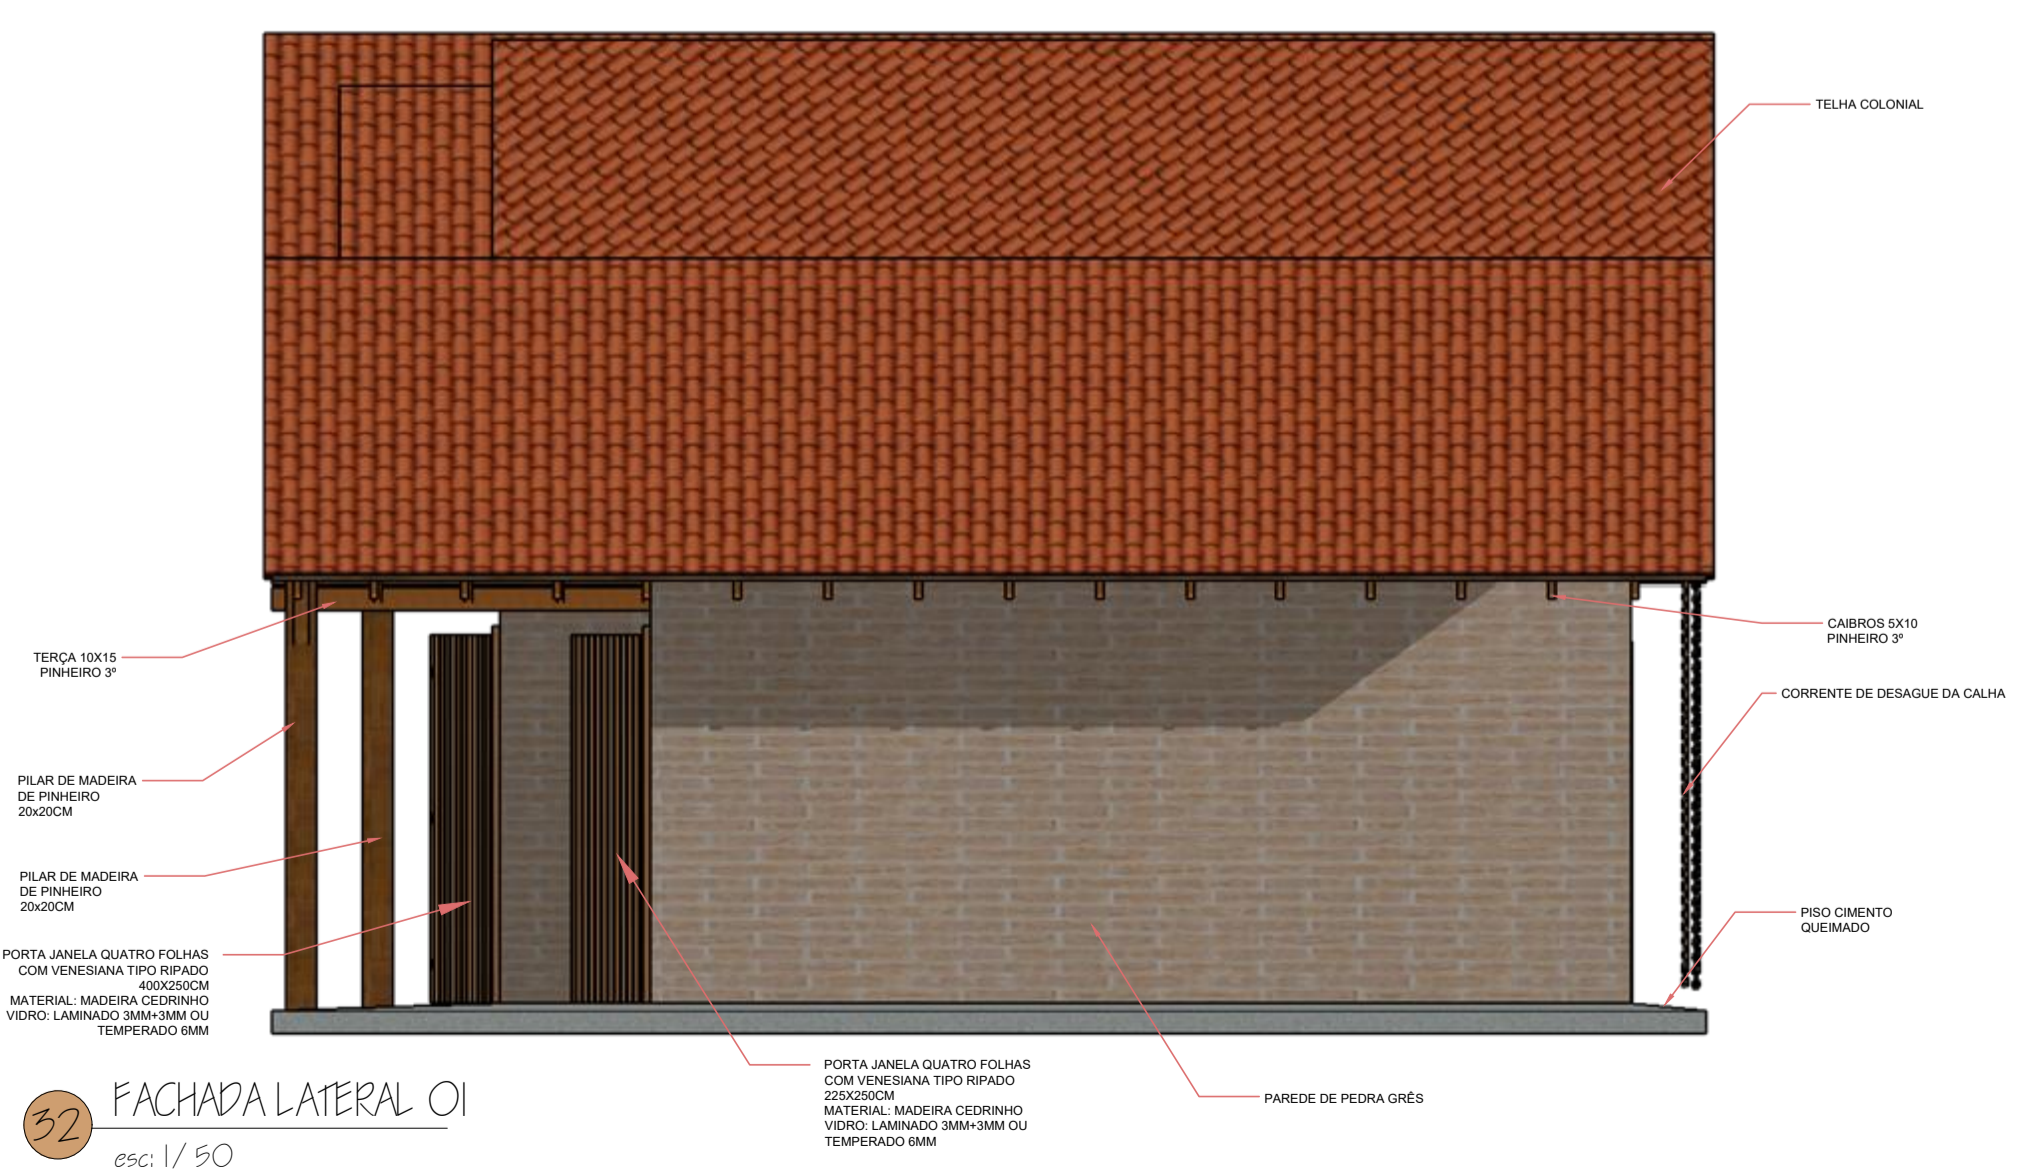 TELHA COLONIAL
TERÇA 10X15
PINHEIRO 3º
CAIBROS 5X10
PINHEIRO 3º
CORRENTE DE DESAGUE DA CALHA
PILAR DE MADEIRA
DE PINHEIRO
20x20CM
PILAR DE MADEIRA
DE PINHEIRO
20x20CM
PISO CIMENTO
QUEIMADO
PORTA JANELA QUATRO FOLHAS
COM VENESIANA TIPO RIPADO
400X250CM
MATERIAL: MADEIRA CEDRINHO
VIDRO: LAMINADO 3MM+3MM OU
TEMPERADO 6MM
PORTA JANELA QUATRO FOLHAS
COM VENESIANA TIPO RIPADO
225X250CM
MATERIAL: MADEIRA CEDRINHO
VIDRO: LAMINADO 3MM+3MM OU
TEMPERADO 6MM
PAREDE DE PEDRA GRÊS
32
FACHADA LATERAL 01
esc: 1/50